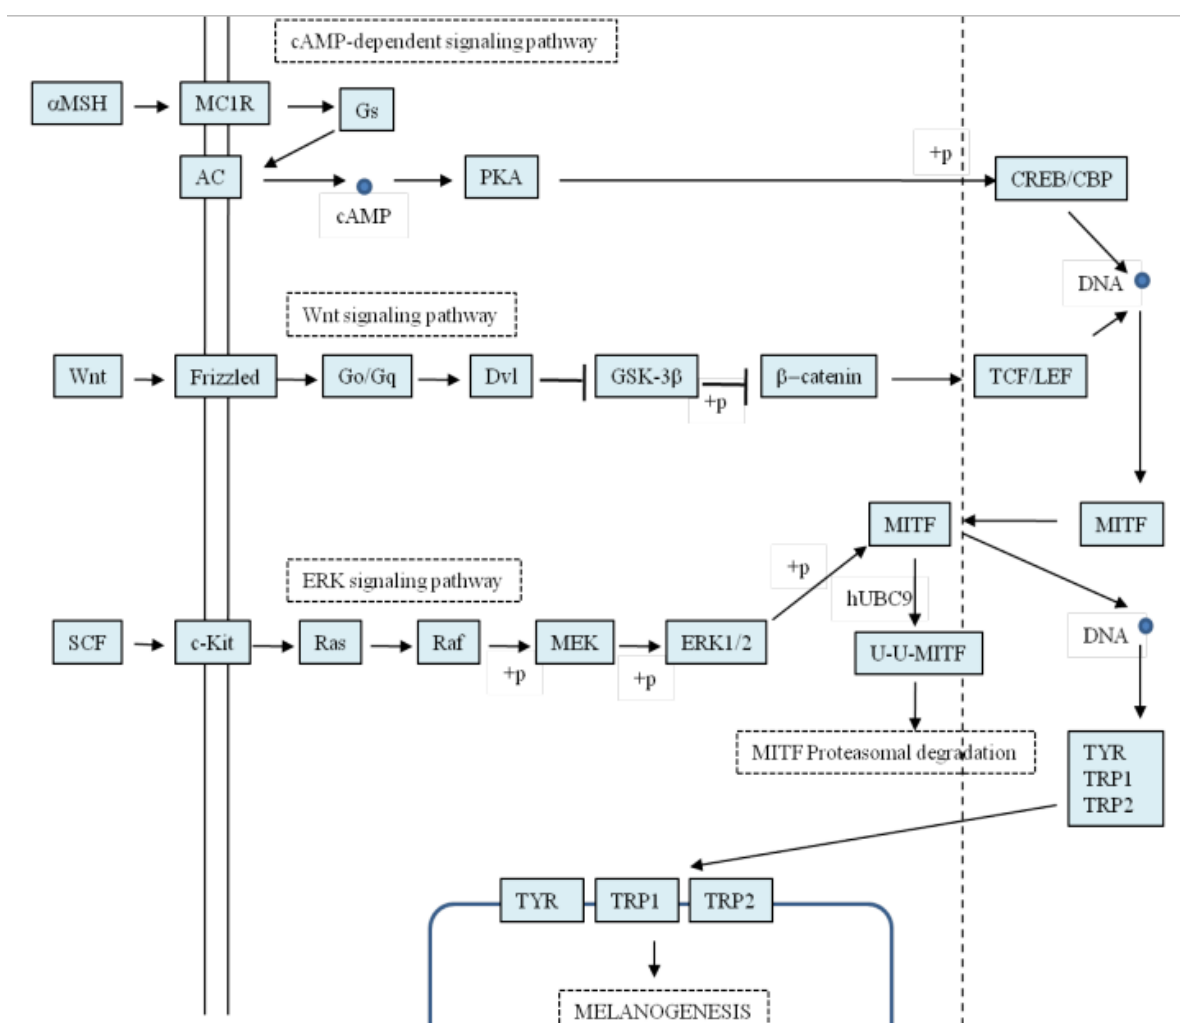 cAMP-dependent signaling pathway
αMSH
MC1R
Gs
+p
AC
PKA
CREB/CBP
cAMP
DNA
Wnt signaling pathway
Wnt
Frizzled
Go/Gq
Dvl
GSK-3β
β–catenin
TCF/LEF
+p
MITF
MITF
+p
ERK signaling pathway
hUBC9
SCF
c-Kit
Ras
Raf
MEK
ERK1/2
U-U-MITF
DNA
+p
+p
MITF Proteasomal degradation
TYR
TRP1
TRP2
TYR
TRP1
TRP2
MELANOGENESIS